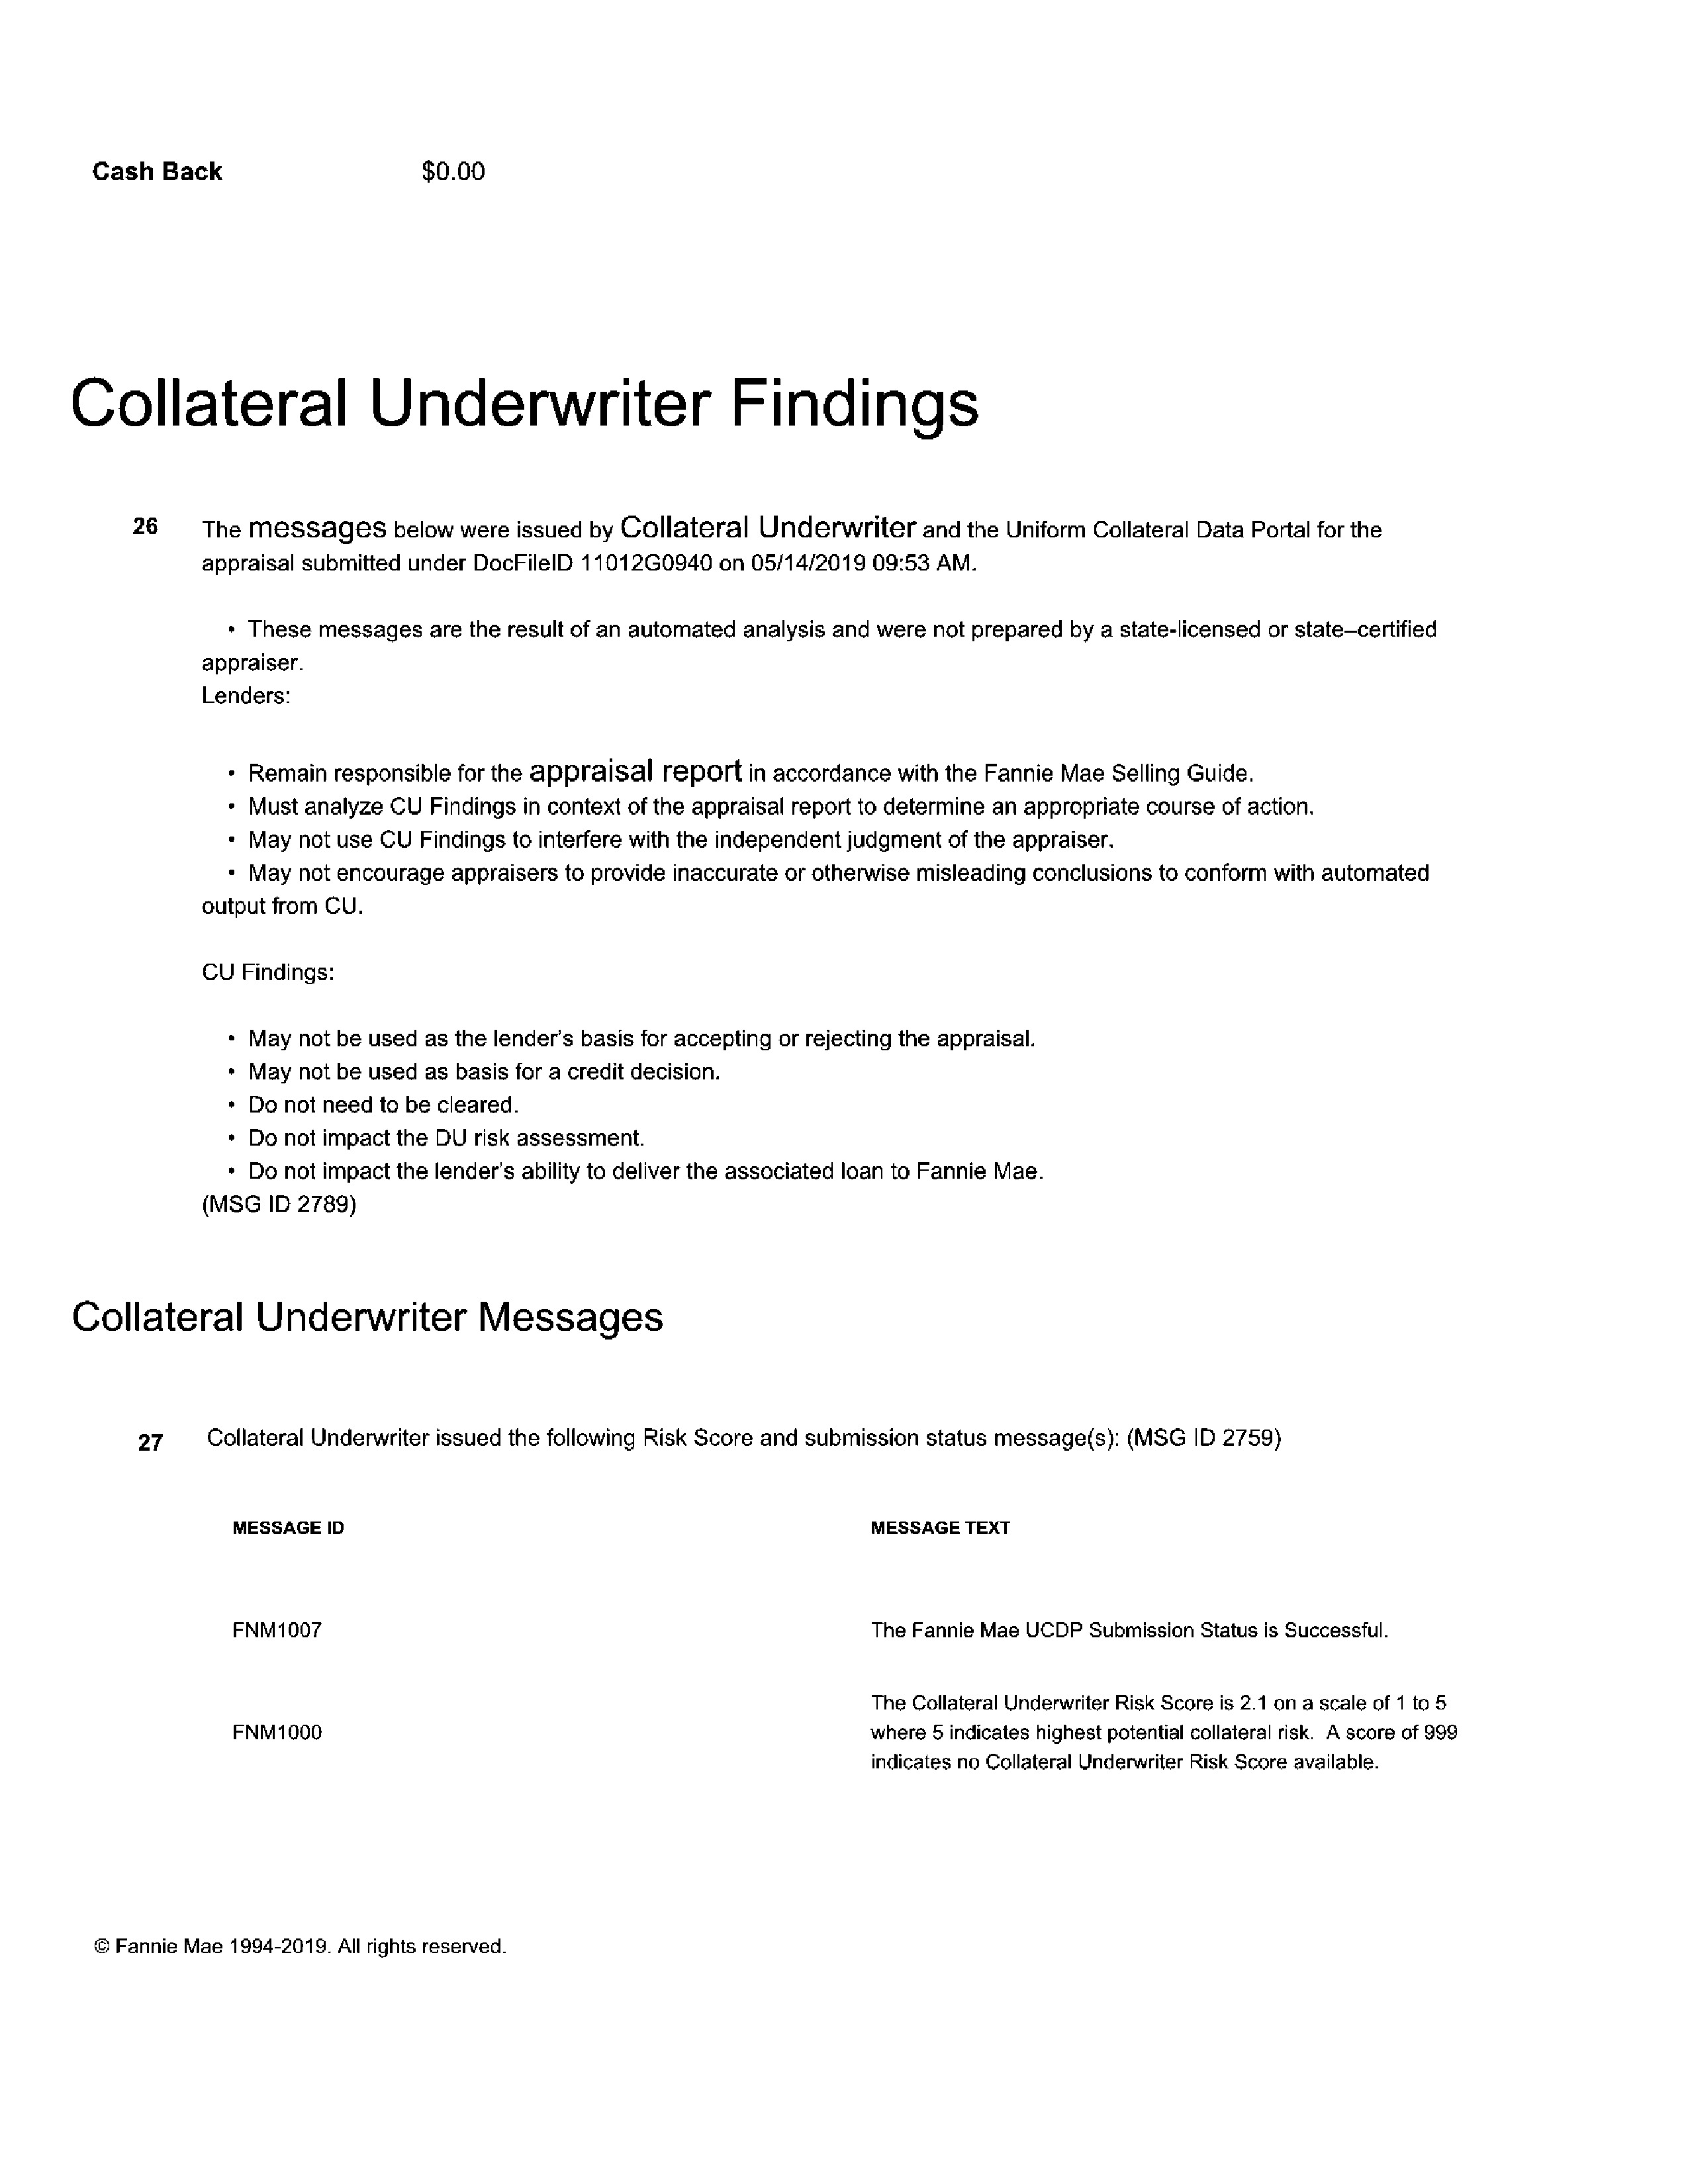 Cash Back $0.00
Collateral Underwriter Findings
26 The messages below were issued by Collateral Underwriter and the Uniform Collateral Data Portal for the
appraisal submitted under DocFileID 11012G0940 on 05/14/2019 09:53 AM.
• These messages are the result of an automated analysis and were not prepared by a state-licensed or state–certified
appraiser.
Lenders:
• Remain responsible for the appraisal report in accordance with the Fannie Mae Selling Guide.
• Must analyze CU Findings in context of the appraisal report to determine an appropriate course of action.
• May not use CU Findings to interfere with the independent judgment of the appraiser.
• May not encourage appraisers to provide inaccurate or otherwise misleading conclusions to conform with automated
output from CU.
CU Findings:
• May not be used as the lender's basis for accepting or rejecting the appraisal.
• May not be used as basis for a credit decision.
• Do not need to be cleared.
• Do not impact the DU risk assessment.
• Do not impact the lender's ability to deliver the associated loan to Fannie Mae.
(MSG ID 2789)
Collateral Underwriter Messages
27 Collateral Underwriter issued the following Risk Score and submission status message(s): (MSG ID 2759)
MESSAGE ID MESSAGE TEXT
FNM1007 The Fannie Mae UCDP Submission Status is Successful.
The Collateral Underwriter Risk Score is 2.1 on a scale of 1 to 5
FNM1000 where 5 indicates highest potential collateral risk. A score of 999
indicates no Collateral Underwriter Risk Score available.
© Fannie Mae 1994-2019. All rights reserved.